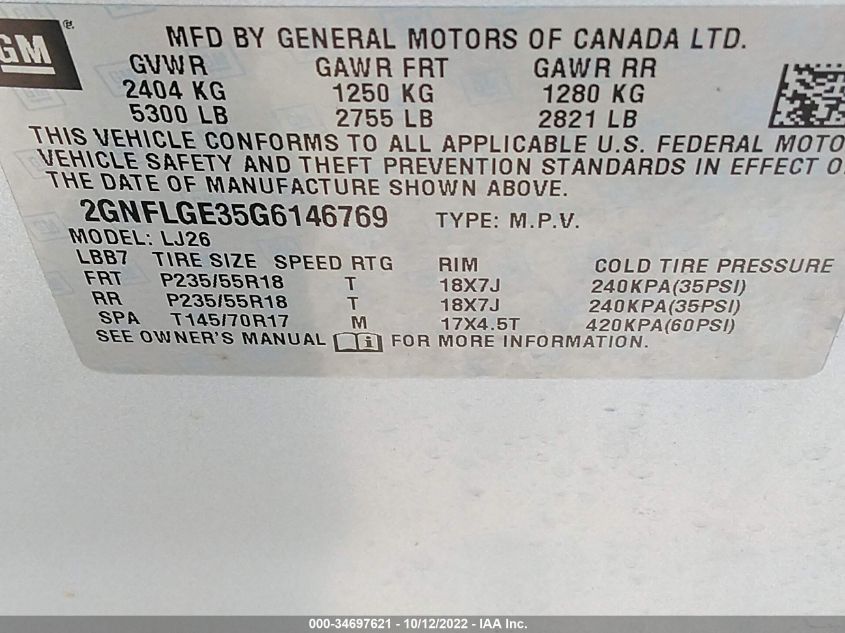 GM
MFD BY GENERAL MOTORS OF CANADA LTD.
GVWR GAWR FRT GAWR RR
2404 KG 1250 KG 1280 KG
5300 LB 2755 LB 2821 LB
THIS VEHICLE CONFORMS TO ALL APPLICABLE U.S. FEDERAL MOTO
VEHICLE SAFETY AND THEFT PREVENTION STANDARDS IN EFFECT O
THE DATE OF MANUFACTURE SHOWN ABOVE.
2GNFLGE35G6146769 TYPE: M.P.V.
MODEL: LJ26
LBB7 TIRE SIZE SPEED RTG RIM COLD TIRE PRESSURE
FRT P235/55R18 T 18X7J 240KPA(35PSI)
RR P235/55R18 T 18X7J 240KPA(35PSI)
SPA T145/70R17 M 17X4.5T 420KPA(60PSI)
SEE OWNER'S MANUAL i FOR MORE INFORMATION.
000-34697621 - 10/12/2022 - IAA Inc.